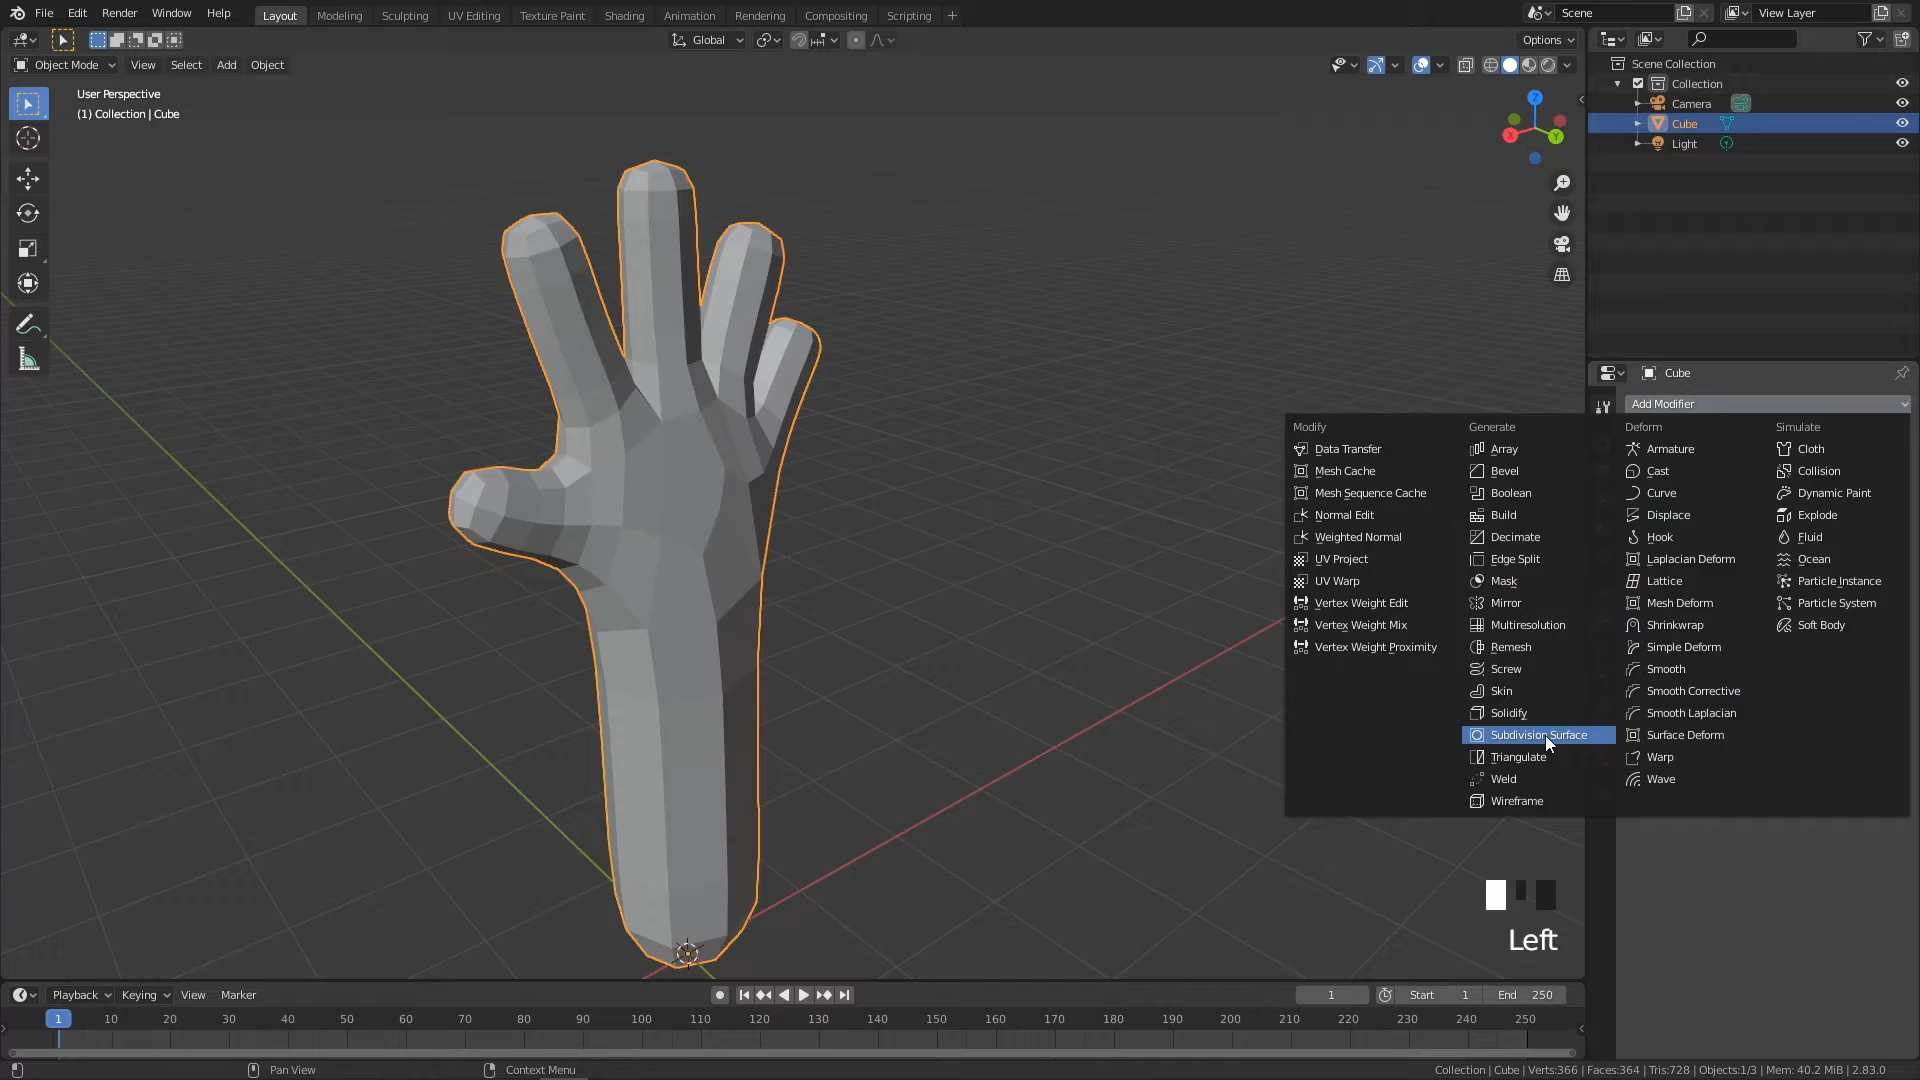 File Edit Render Window Help Layout Modeling Sculpting UV Editing Texture Paint Shading Animation Rendering Compositing Scripting + Scene View Layer
Global Options
Object Mode View Select Add Object
User Perspective
(1) Collection | Cube
Z
X Y
Scene Collection
Collection
Camera
Cube
Light
Cube
Add Modifier
Modify
Data Transfer
Mesh Cache
Mesh Sequence Cache
Normal Edit
Weighted Normal
UV Project
UV Warp
Vertex Weight Edit
Vertex Weight Mix
Vertex Weight Proximity
Generate
Array
Bevel
Boolean
Build
Decimate
Edge Split
Mask
Mirror
Multiresolution
Remesh
Screw
Skin
Solidify
Subdivision Surface
Triangulate
Weld
Wireframe
Deform
Armature
Cast
Curve
Displace
Hook
Laplacian Deform
Lattice
Mesh Deform
Shrinkwrap
Simple Deform
Smooth
Smooth Corrective
Smooth Laplacian
Surface Deform
Warp
Wave
Simulate
Cloth
Collision
Dynamic Paint
Explode
Fluid
Ocean
Particle Instance
Particle System
Soft Body
Left
Playback Keying View Marker 1 Start 1 End 250
1 10 20 30 40 50 60 70 80 90 100 110 120 130 140 150 160 170 180 190 200 210 220 230 240 250
Pan View Context Menu Collection | Cube | Verts:366 | Faces:364 | Tris:728 | Objects:1/3 | Mem: 40.2 MiB | 2.83.0